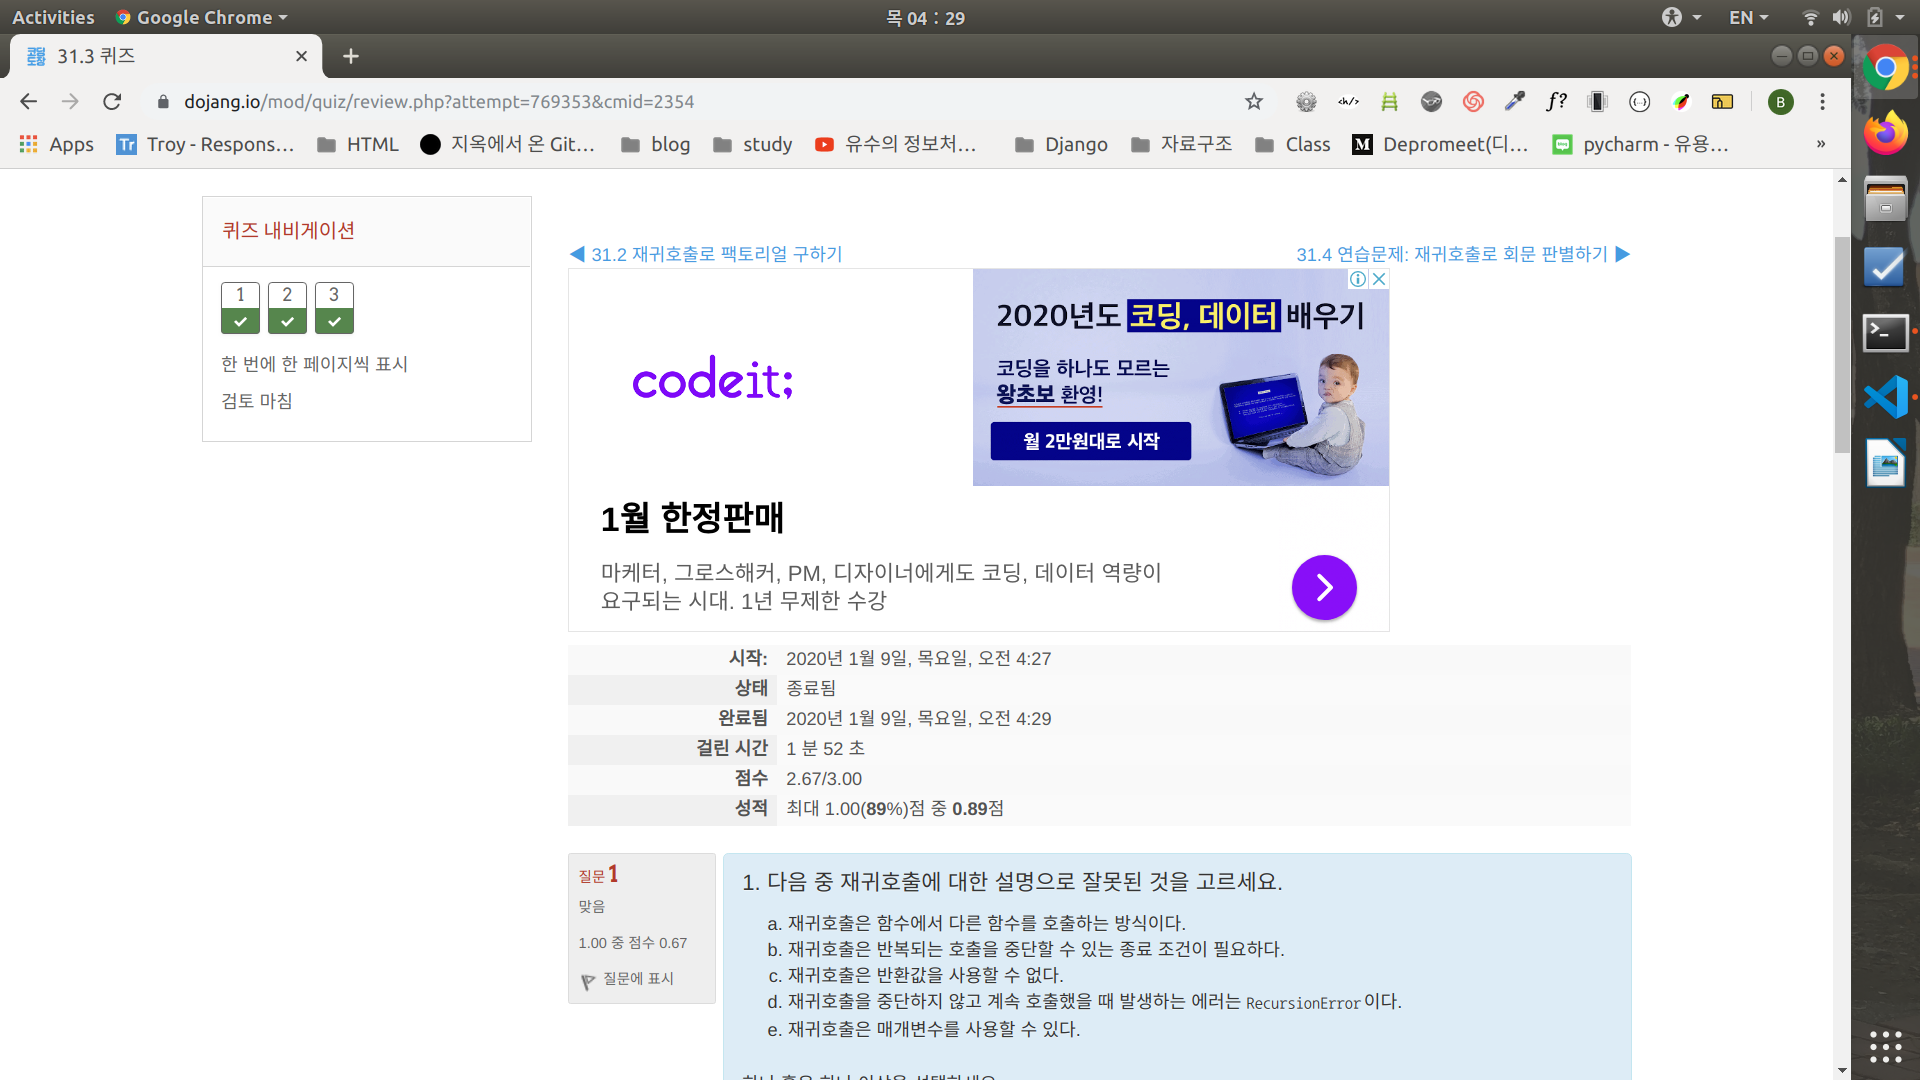 Activities
Google Chrome
목 04 : 29
EN
31.3 퀴즈
dojang.io/mod/quiz/review.php?attempt=769353&cmid=2354
B
Apps
Tr Troy - Respons...
HTML
지옥에서 온 Git...
blog
study
유수의 정보처...
Django
자료구조
Class
M Depromeet(디...
pycharm - 유용...
»
퀴즈 내비게이션
1 2 3
한 번에 한 페이지씩 표시
검토 마침
◀ 31.2 재귀호출로 팩토리얼 구하기
31.4 연습문제: 재귀호출로 회문 판별하기 ▶
codeit;
2020년도 코딩, 데이터 배우기
코딩을 하나도 모르는
왕초보 환영!
월 2만원대로 시작
1월 한정판매
마케터, 그로스해커, PM, 디자이너에게도 코딩, 데이터 역량이
요구되는 시대. 1년 무제한 수강
시작: 2020년 1월 9일, 목요일, 오전 4:27
상태 종료됨
완료됨 2020년 1월 9일, 목요일, 오전 4:29
걸린 시간 1 분 52 초
점수 2.67/3.00
성적 최대 1.00(89%)점 중 0.89점
질문 1
맞음
1.00 중 점수 0.67
질문에 표시
1. 다음 중 재귀호출에 대한 설명으로 잘못된 것을 고르세요.
a. 재귀호출은 함수에서 다른 함수를 호출하는 방식이다.
b. 재귀호출은 반복되는 호출을 중단할 수 있는 종료 조건이 필요하다.
c. 재귀호출은 반환값을 사용할 수 없다.
d. 재귀호출을 중단하지 않고 계속 호출했을 때 발생하는 에러는 RecursionError이다.
e. 재귀호출은 매개변수를 사용할 수 있다.